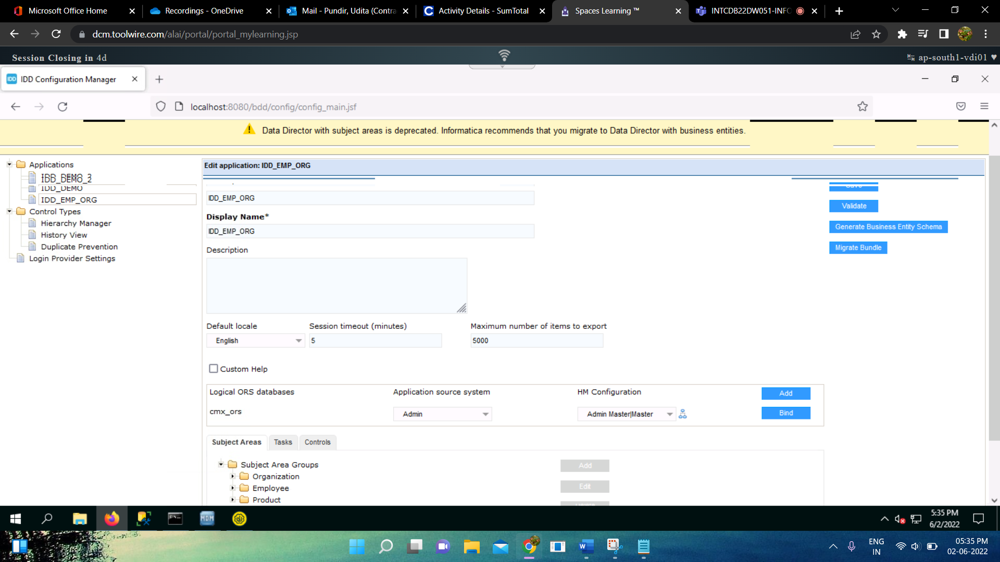 Microsoft Office Home
Recordings - OneDrive
Mail - Pundir, Udita (Contra
Activity Details - SumTotal
Spaces Learning ™
INTCDB22DW051-INFO
dcm.toolwire.com/alai/portal/portal_mylearning.jsp
Session Closing in 4d
ap-south1-vdi01
IDD Configuration Manager
localhost:8080/bdd/config/config_main.jsf
Data Director with subject areas is deprecated. Informatica recommends that you migrate to Data Director with business entities.
Applications
IDD_DEMO
IDD_EMP_ORG
Control Types
Hierarchy Manager
History View
Duplicate Prevention
Login Provider Settings
Edit application: IDD_EMP_ORG
IDD_EMP_ORG
Display Name*
IDD_EMP_ORG
Description
Default locale
Session timeout (minutes)
Maximum number of items to export
English
5
5000
Custom Help
Save
Validate
Generate Business Entity Schema
Migrate Bundle
Logical ORS databases
Application source system
HM Configuration
Add
cmx_ors
Admin
Admin Master|Master
Bind
Subject Areas
Tasks
Controls
Subject Area Groups
Organization
Employee
Product
Add
Edit
5:35 PM
6/2/2022
ENG
IN
05:35 PM
02-06-2022